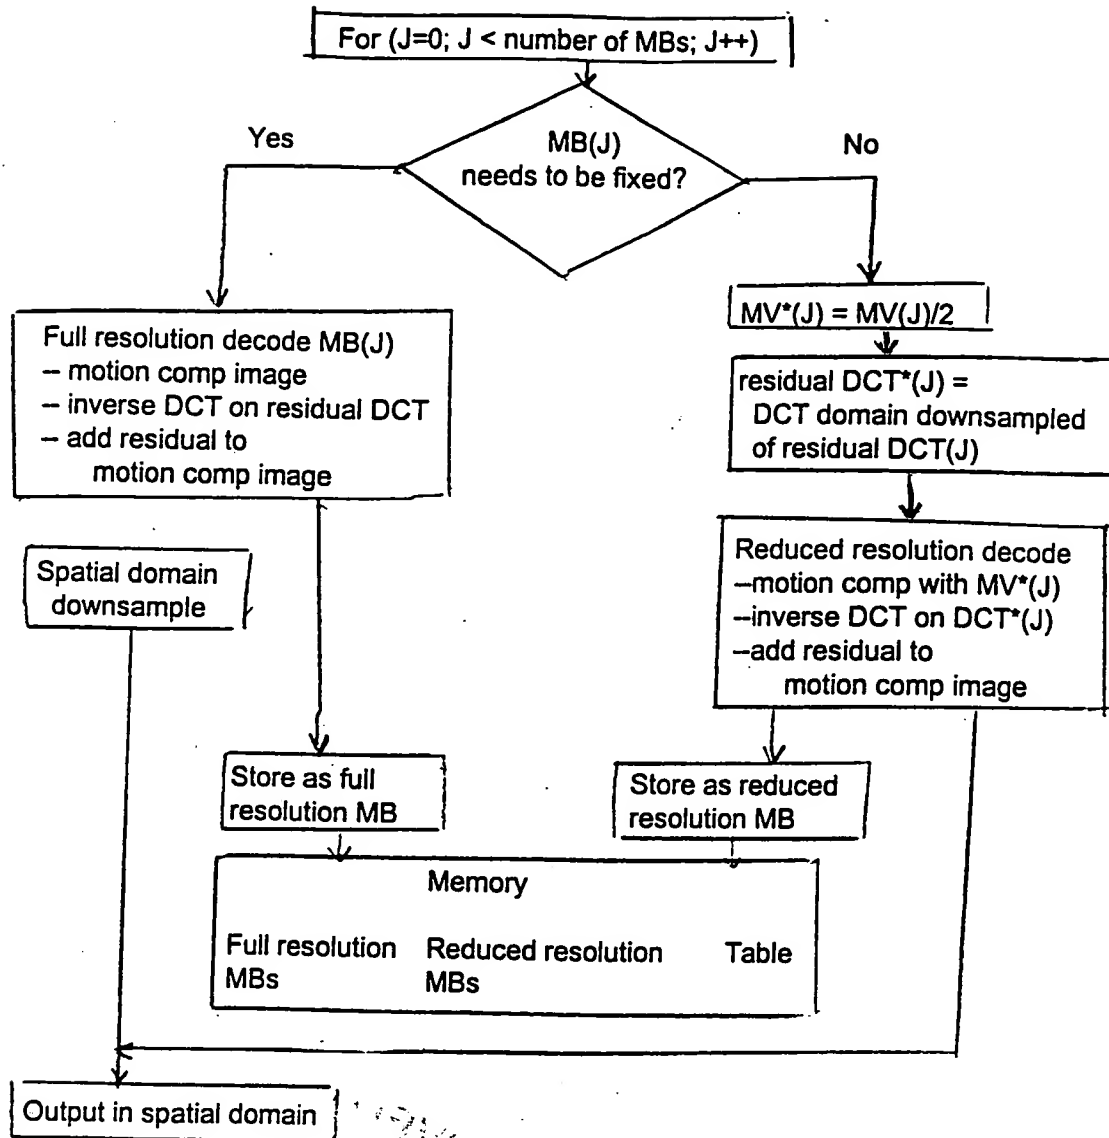 For (J=0; J < number of MBs; J++)
MB(J)
needs to be fixed?
Yes
No
Full resolution decode MB(J)
– motion comp image
– inverse DCT on residual DCT
– add residual to
motion comp image
MV*(J) = MV(J)/2
residual DCT*(J) =
DCT domain downsampled
of residual DCT(J)
Reduced resolution decode
–motion comp with MV*(J)
–inverse DCT on DCT*(J)
–add residual to
motion comp image
Spatial domain
downsample
Store as full
resolution MB
Store as reduced
resolution MB
Memory
Full resolution
MBs
Reduced resolution
MBs
Table
Output in spatial domain